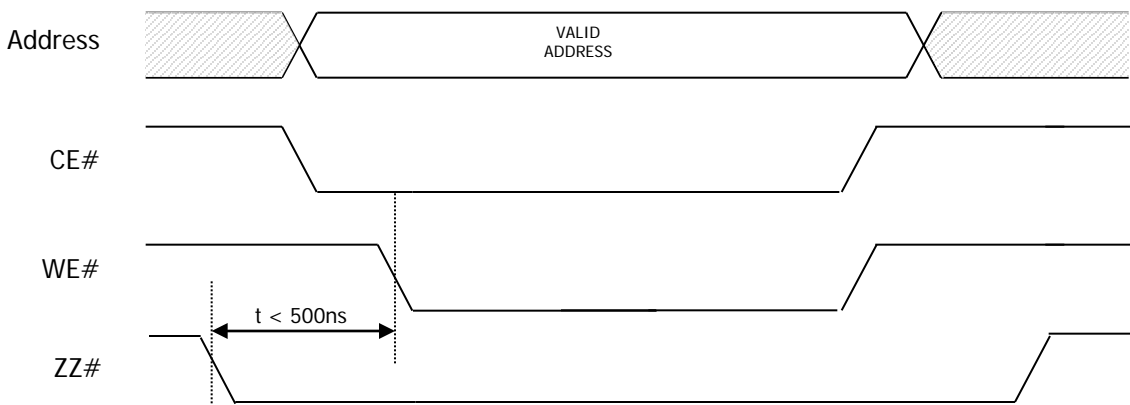 Address
VALID
ADDRESS
CE#
WE#
t < 500ns
ZZ#